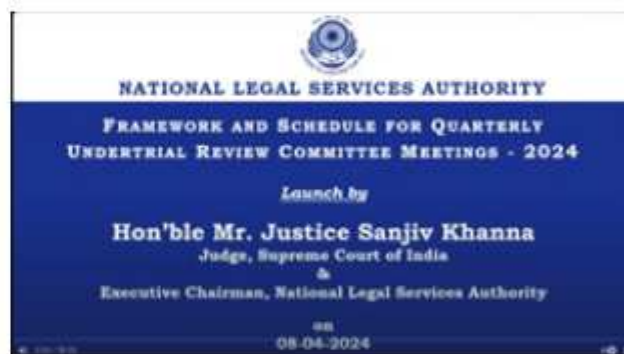 NATIONAL LEGAL SERVICES AUTHORITY
FRAMEWORK AND SCHEDULE FOR QUARTERLY
UNDERTRIAL REVIEW COMMITTEE MEETINGS - 2024
Launch by
Hon'ble Mr. Justice Sanjiv Khanna
Judge, Supreme Court of India
&
Executive Chairman, National Legal Services Authority
on
08-04-2024